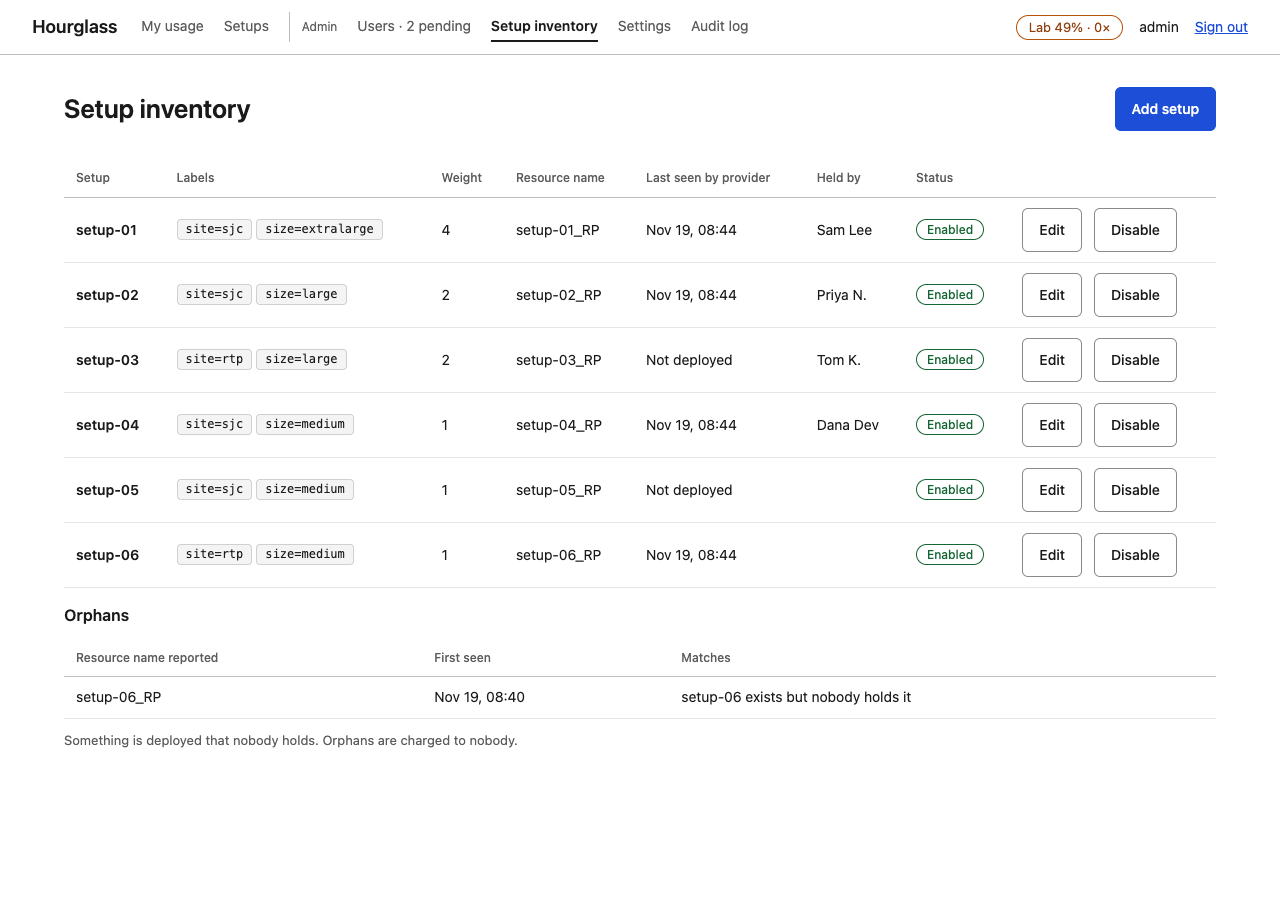 Hourglass My usage Setups Admin Users · 2 pending Setup inventory Settings Audit log Lab 49% · 0× admin Sign out
Setup inventory Add setup
Setup Labels Weight Resource name Last seen by provider Held by Status
setup-01 site=sjc size=extralarge 4 setup-01_RP Nov 19, 08:44 Sam Lee Enabled Edit Disable
setup-02 site=sjc size=large 2 setup-02_RP Nov 19, 08:44 Priya N. Enabled Edit Disable
setup-03 site=rtp size=large 2 setup-03_RP Not deployed Tom K. Enabled Edit Disable
setup-04 site=sjc size=medium 1 setup-04_RP Nov 19, 08:44 Dana Dev Enabled Edit Disable
setup-05 site=sjc size=medium 1 setup-05_RP Not deployed Enabled Edit Disable
setup-06 site=rtp size=medium 1 setup-06_RP Nov 19, 08:44 Enabled Edit Disable
Orphans
Resource name reported First seen Matches
setup-06_RP Nov 19, 08:40 setup-06 exists but nobody holds it
Something is deployed that nobody holds. Orphans are charged to nobody.